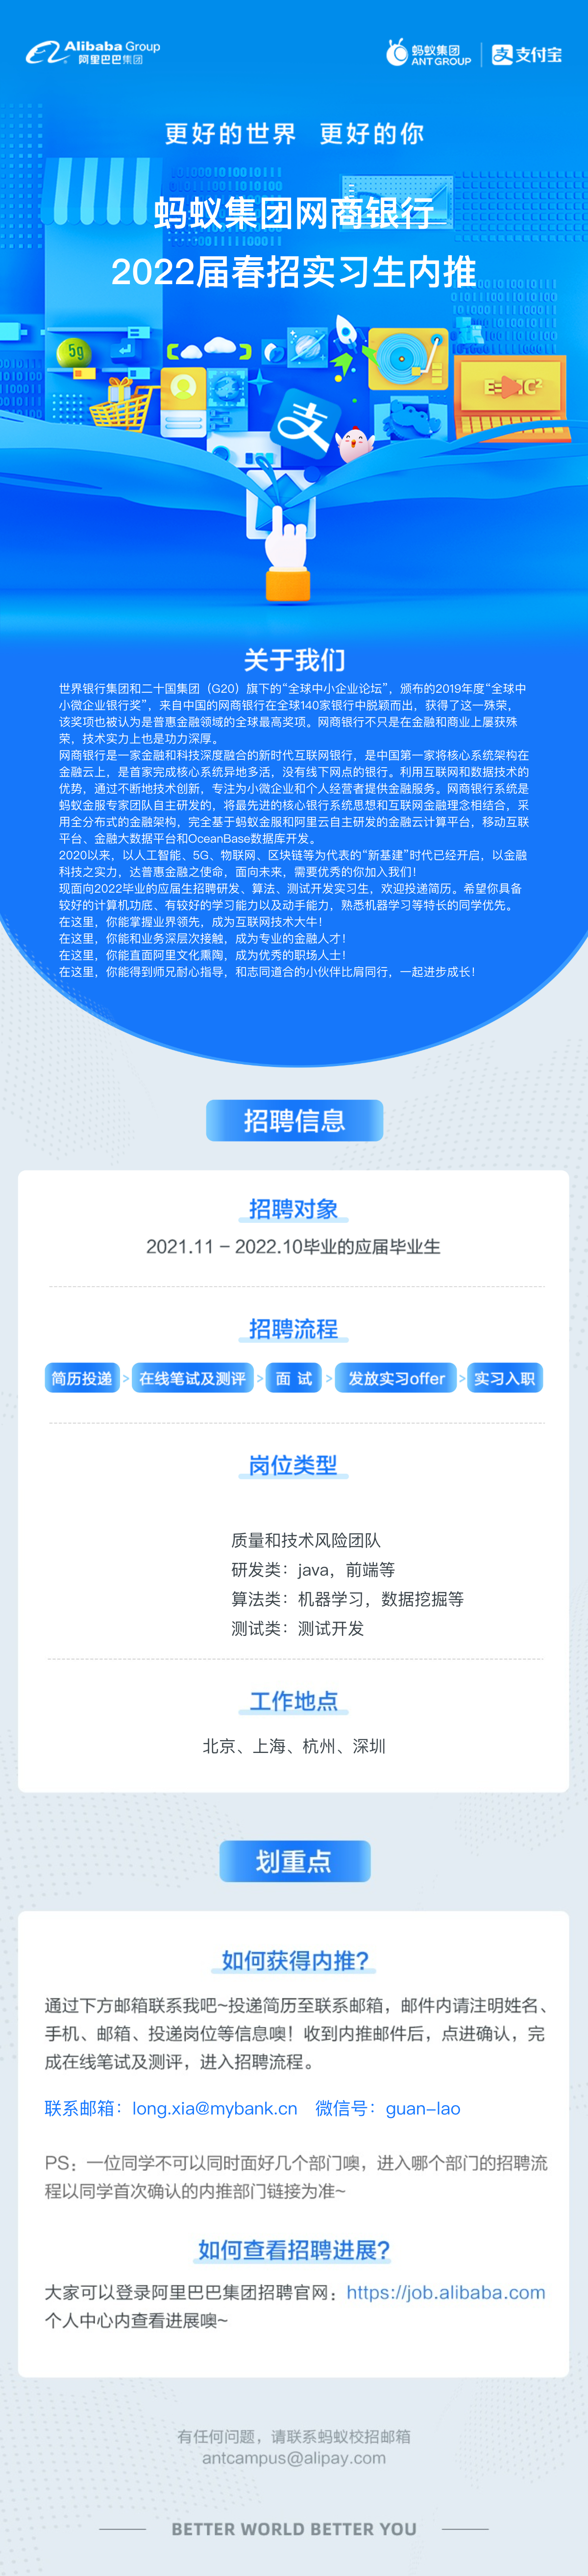 Alibaba Group
阿里巴巴集团
蚂蚁集团
ANT GROUP
支付宝
更好的世界 更好的你
蚂蚁集团网商银行
2022届春招实习生内推
5g
E=MC²
支
关于我们
世界银行集团和二十国集团（G20）旗下的“全球中小企业论坛”，颁布的2019年度“全球中
小微企业银行奖”，来自中国的网商银行在全球140家银行中脱颖而出，获得了这一殊荣，
该奖项也被认为是普惠金融领域的全球最高奖项。网商银行不只是在金融和商业上屡获殊
荣，技术实力上也是功力深厚。
网商银行是一家金融和科技深度融合的新时代互联网银行，是中国第一家将核心系统架构在
金融云上，是首家完成核心系统异地多活，没有线下网点的银行。利用互联网和数据技术的
优势，通过不断地技术创新，专注为小微企业和个人经营者提供金融服务。网商银行系统是
蚂蚁金服专家团队自主研发的，将最先进的核心银行系统思想和互联网金融理念相结合，采
用全分布式的金融架构，完全基于蚂蚁金服和阿里云自主研发的金融云计算平台，移动互联
平台、金融大数据平台和OceanBase数据库开发。
2020以来，以人工智能、5G、物联网、区块链等为代表的“新基建”时代已经开启，以金融
科技之实力，达普惠金融之使命，面向未来，需要优秀的你加入我们！
现面向2022毕业的应届生招聘研发、算法、测试开发实习生，欢迎投递简历。希望你具备
较好的计算机功底、有较好的学习能力以及动手能力，熟悉机器学习等特长的同学优先。
在这里，你能掌握业界领先，成为互联网技术大牛！
在这里，你能和业务深层次接触，成为专业的金融人才！
在这里，你能直面阿里文化熏陶，成为优秀的职场人士！
在这里，你能得到师兄耐心指导，和志同道合的小伙伴比肩同行，一起进步成长！
招聘信息
招聘对象
2021.11 – 2022.10毕业的应届毕业生
招聘流程
简历投递 > 在线笔试及测评 > 面 试 > 发放实习offer > 实习入职
岗位类型
质量和技术风险团队
研发类：java，前端等
算法类：机器学习，数据挖掘等
测试类：测试开发
工作地点
北京、上海、杭州、深圳
划重点
如何获得内推?
通过下方邮箱联系我吧~投递简历至联系邮箱，邮件内请注明姓名、
手机、邮箱、投递岗位等信息噢！收到内推邮件后，点进确认，完
成在线笔试及测评，进入招聘流程。
联系邮箱：long.xia@mybank.cn 微信号：guan-lao
PS：一位同学不可以同时面好几个部门噢，进入哪个部门的招聘流
程以同学首次确认的内推部门链接为准~
如何查看招聘进展?
大家可以登录阿里巴巴集团招聘官网：https://job.alibaba.com
个人中心内查看进展噢~
有任何问题，请联系蚂蚁校招邮箱
antcampus@alipay.com
BETTER WORLD BETTER YOU